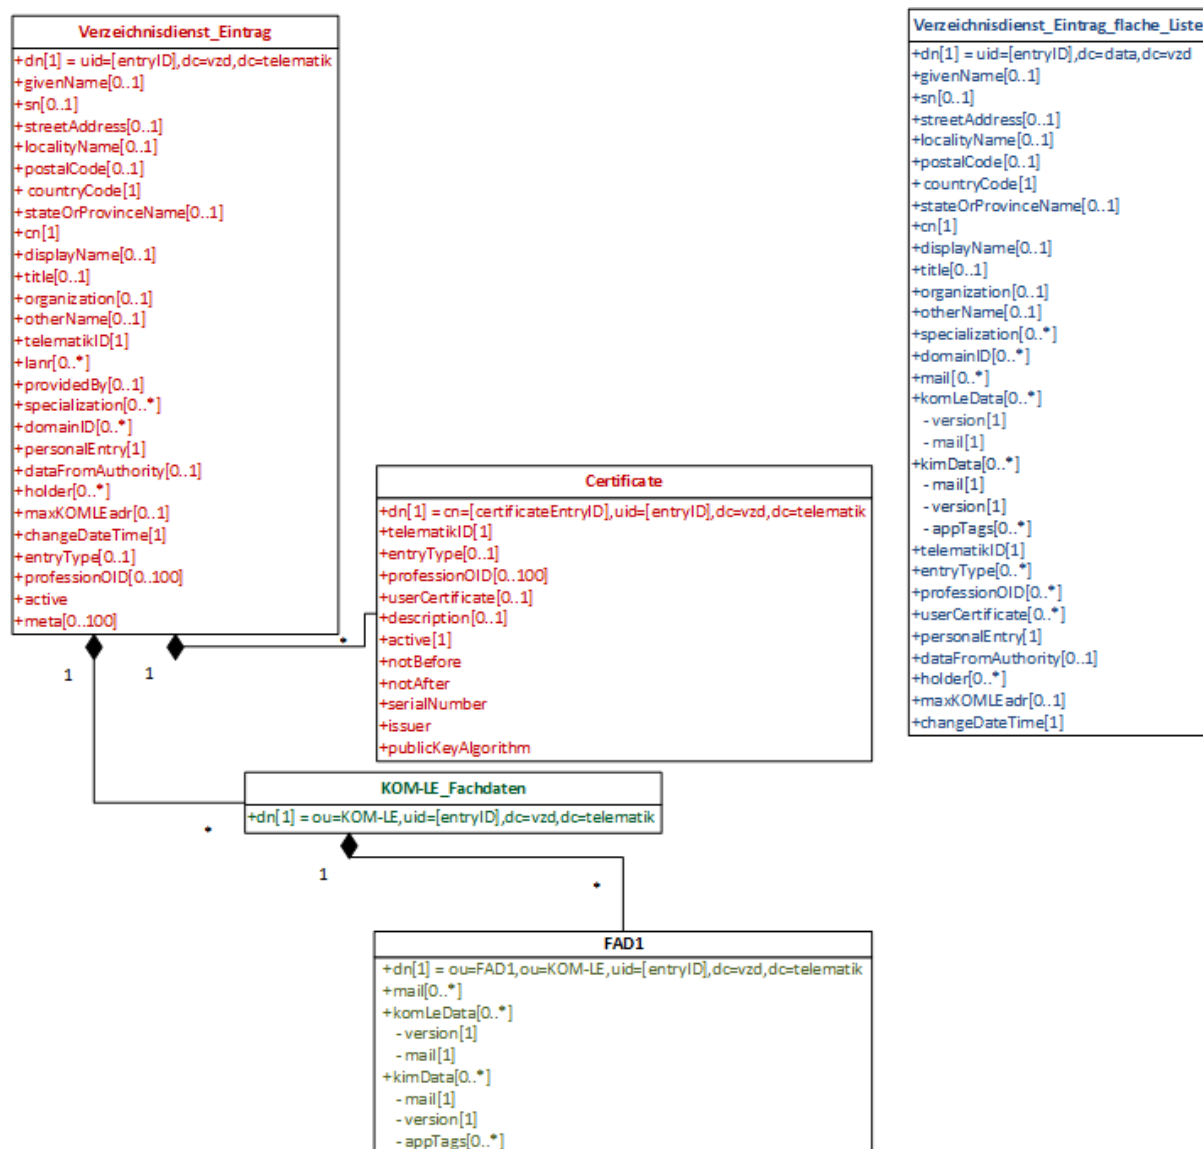 Verzeichnisdienst_Eintrag
+dn[1] = uid=[entryID],dc=vzd,dc=telematik
+givenName[0..1]
+sn[0..1]
+streetAddress[0..1]
+localityName[0..1]
+postalCode[0..1]
+ countryCode[1]
+stateOrProvinceName[0..1]
+cn[1]
+displayName[0..1]
+title[0..1]
+organization[0..1]
+otherName[0..1]
+telematikID[1]
+lanr[0..*]
+providedBy[0..1]
+specialization[0..*]
+domainID[0..*]
+personalEntry[1]
+dataFromAuthority[0..1]
+holder[0..*]
+maxKOMLEadr[0..1]
+changeDateTime[1]
+entryType[0..1]
+professionOID[0..100]
+active
+meta[0..100]
1
1
*
Certificate
+dn[1] = cn=[certificateEntryID],uid=[entryID],dc=vzd,dc=telematik
+telematikID[1]
+entryType[0..1]
+professionOID[0..100]
+userCertificate[0..1]
+description[0..1]
+active[1]
+notBefore
+notAfter
+serialNumber
+issuer
+publicKeyAlgorithm
*
KOM-LE_Fachdaten
+dn[1] = ou=KOM-LE,uid=[entryID],dc=vzd,dc=telematik
1
*
FAD1
+dn[1] = ou=FAD1,ou=KOM-LE,uid=[entryID],dc=vzd,dc=telematik
+mail[0..*]
+komLeData[0..*]
- version[1]
- mail[1]
+kimData[0..*]
- mail[1]
- version[1]
- appTags[0..*]
Verzeichnisdienst_Eintrag_flache_Liste
+dn[1] = uid=[entryID],dc=data,dc=vzd
+givenName[0..1]
+sn[0..1]
+streetAddress[0..1]
+localityName[0..1]
+postalCode[0..1]
+ countryCode[1]
+stateOrProvinceName[0..1]
+cn[1]
+displayName[0..1]
+title[0..1]
+organization[0..1]
+otherName[0..1]
+specialization[0..*]
+domainID[0..*]
+mail[0..*]
+komLeData[0..*]
- version[1]
- mail[1]
+kimData[0..*]
- mail[1]
- version[1]
- appTags[0..*]
+telematikID[1]
+entryType[0..*]
+professionOID[0..*]
+userCertificate[0..*]
+personalEntry[1]
+dataFromAuthority[0..1]
+holder[0..*]
+maxKOMLEadr[0..1]
+changeDateTime[1]